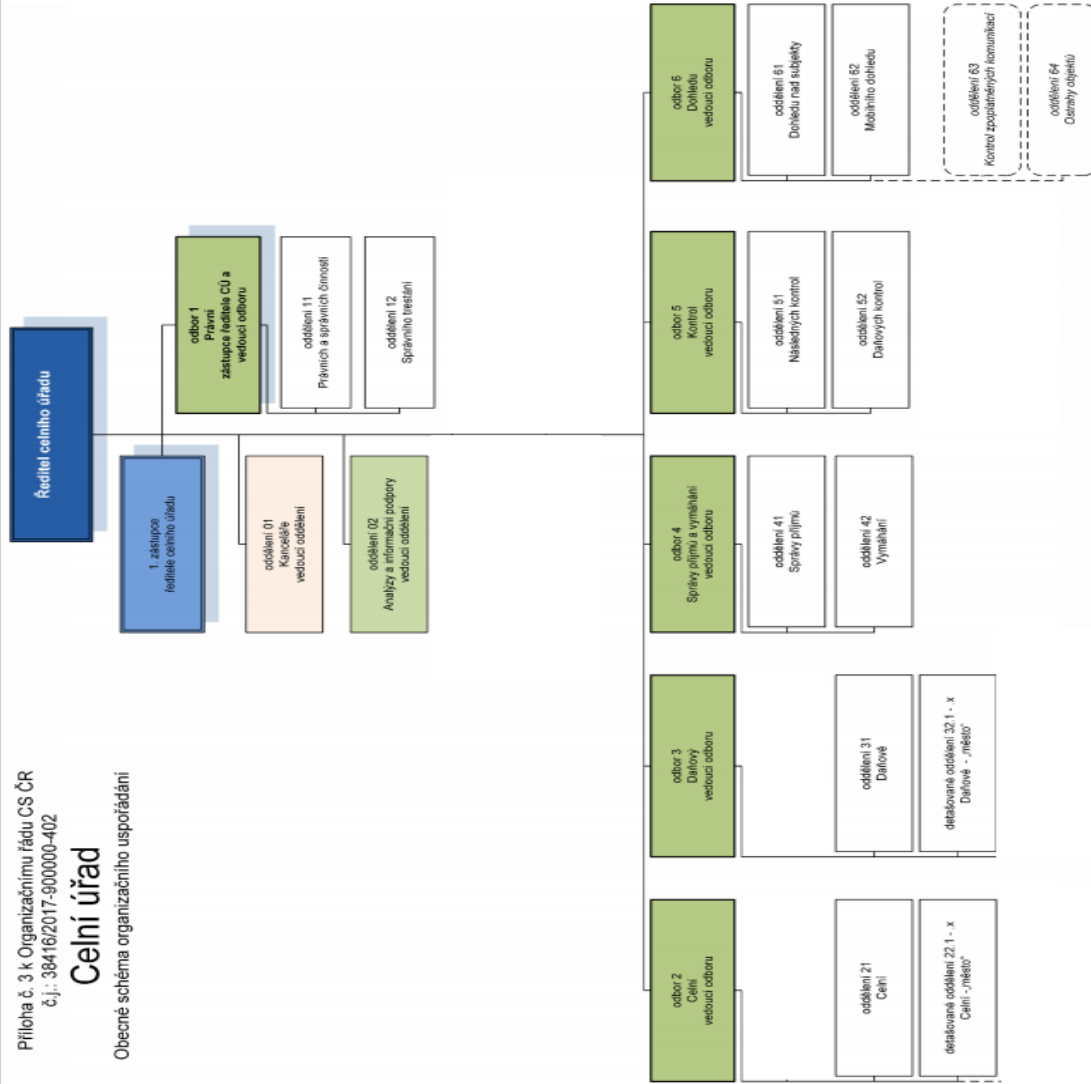 Příloha č. 3 k Organizačnímu řádu CS ČR
č.j.: 38416/2017-900000-402
Celní úřad
Obecné schéma organizačního uspořádání
Ředitel celního úřadu
1. zástupce
ředitele celního úřadu
odbor 1
Právní
zástupce ředitele CÚ a
vedoucí odboru
oddělení 11
Právních a správních činností
oddělení 12
Správního trestání
oddělení 01
Kanceláře
vedoucí oddělení
oddělení 02
Analýzy a informační podpory
vedoucí oddělení
odbor 2
Celní
vedoucí odboru
oddělení 21
Celní
detašované oddělení 22.1 - .x
Celní - „město“
odbor 3
Daňový
vedoucí odboru
oddělení 31
Daňové
detašované oddělení 32.1 - .x
Daňové - „město“
odbor 4
Správy příjmů a vymáhání
vedoucí odboru
oddělení 41
Správy příjmů
oddělení 42
Vymáhání
odbor 5
Kontrol
vedoucí odboru
oddělení 51
Následných kontrol
oddělení 52
Daňových kontrol
odbor 6
Dohledu
vedoucí odboru
oddělení 61
Dohledu nad subjekty
oddělení 62
Mobilního dohledu
oddělení 63
Kontrol zpoplatněných komunikací
oddělení 64
Ostrahy objektů